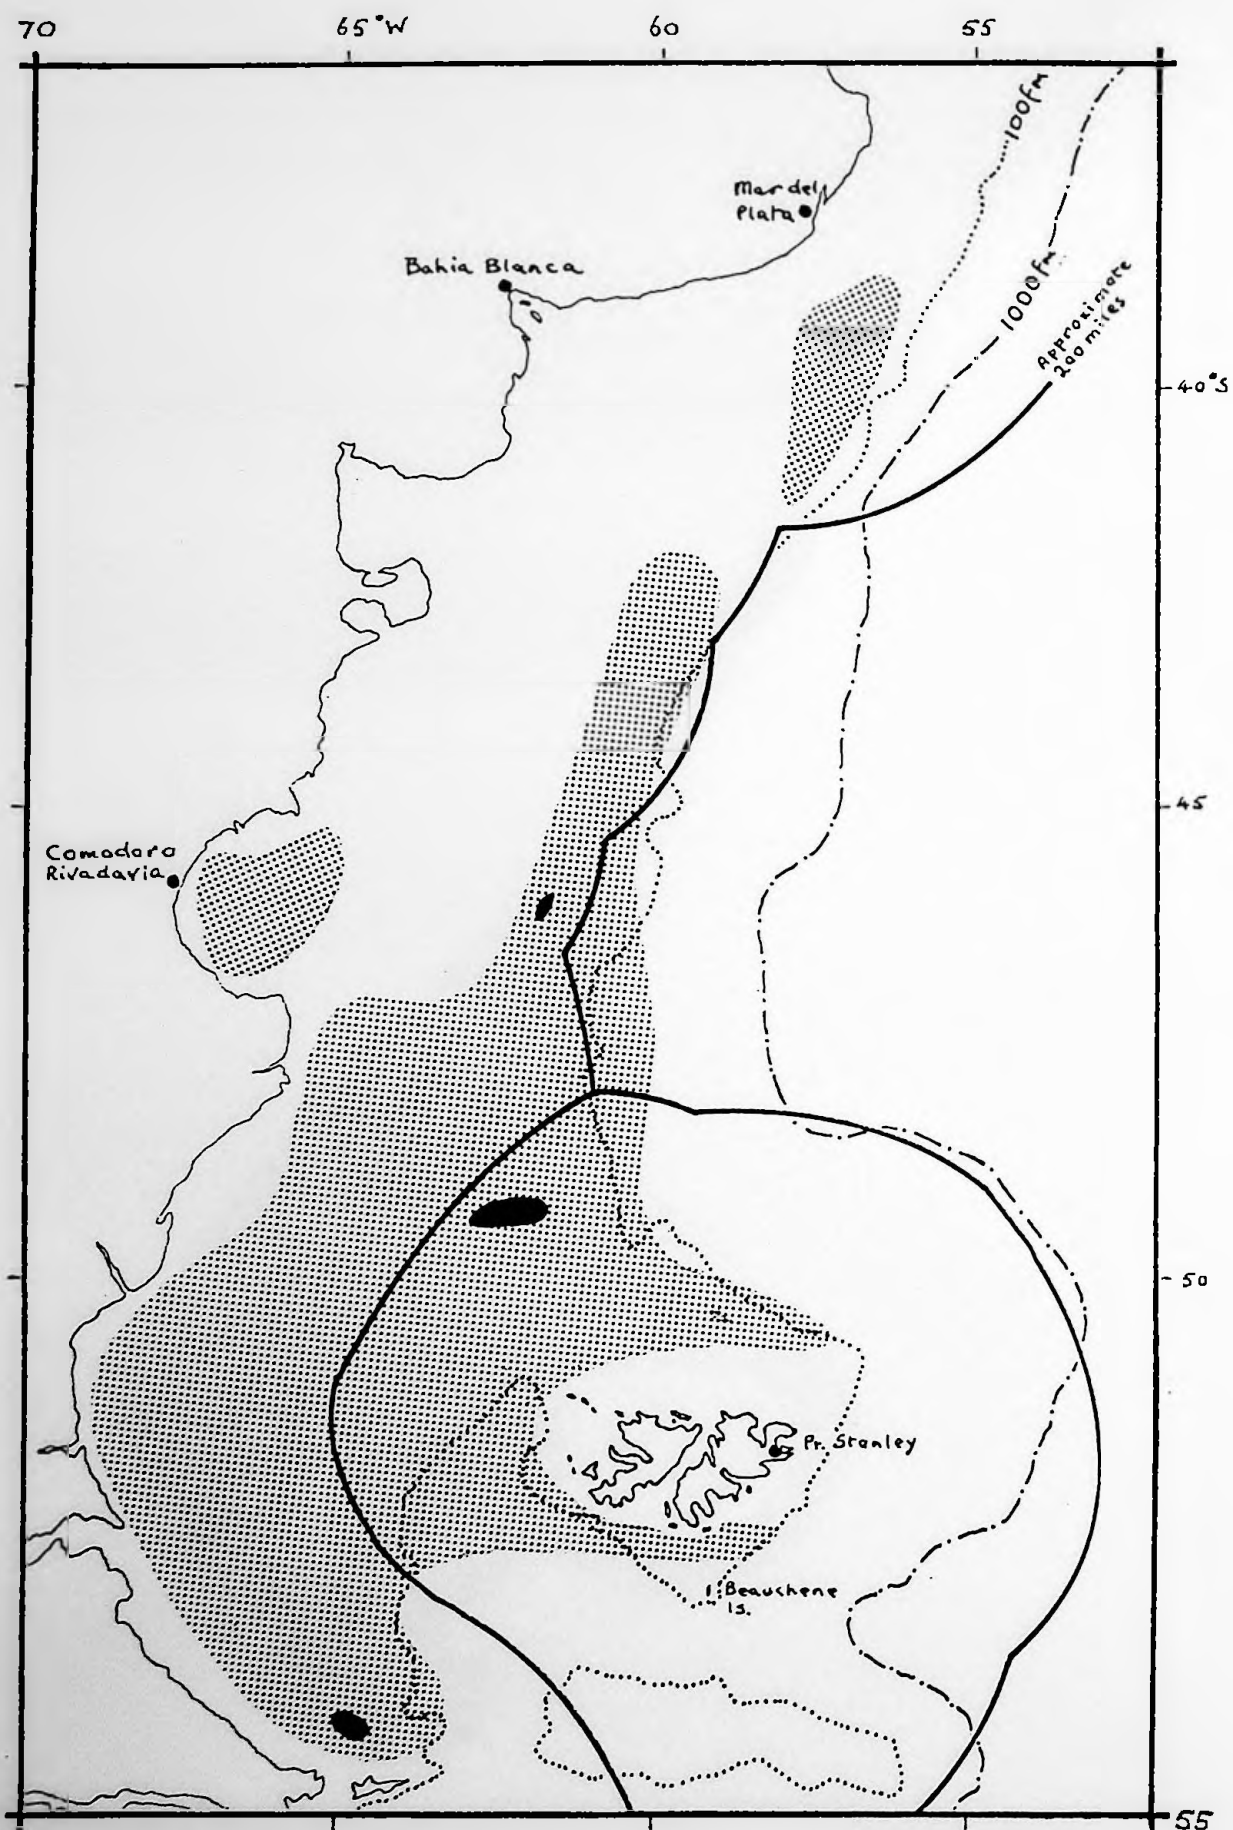 70
65°W
60
55
100fm
Mar del
Plata
Bahia Blanca
1000fm
Approximate
200 miles
40°S
45
Comodoro
Rivadavia
50
Pt. Stanley
Beauchene
Is.
55